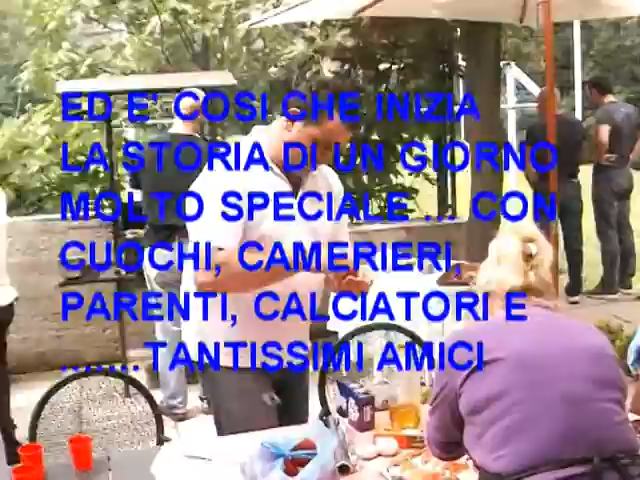 ED E' COSI CHE INIZIA
LA STORIA DI UN GIORNO
MOLTO SPECIALE ... CON
CUOCHI, CAMERIERI,
PARENTI, CALCIATORI E
.......TANTISSIMI AMICI